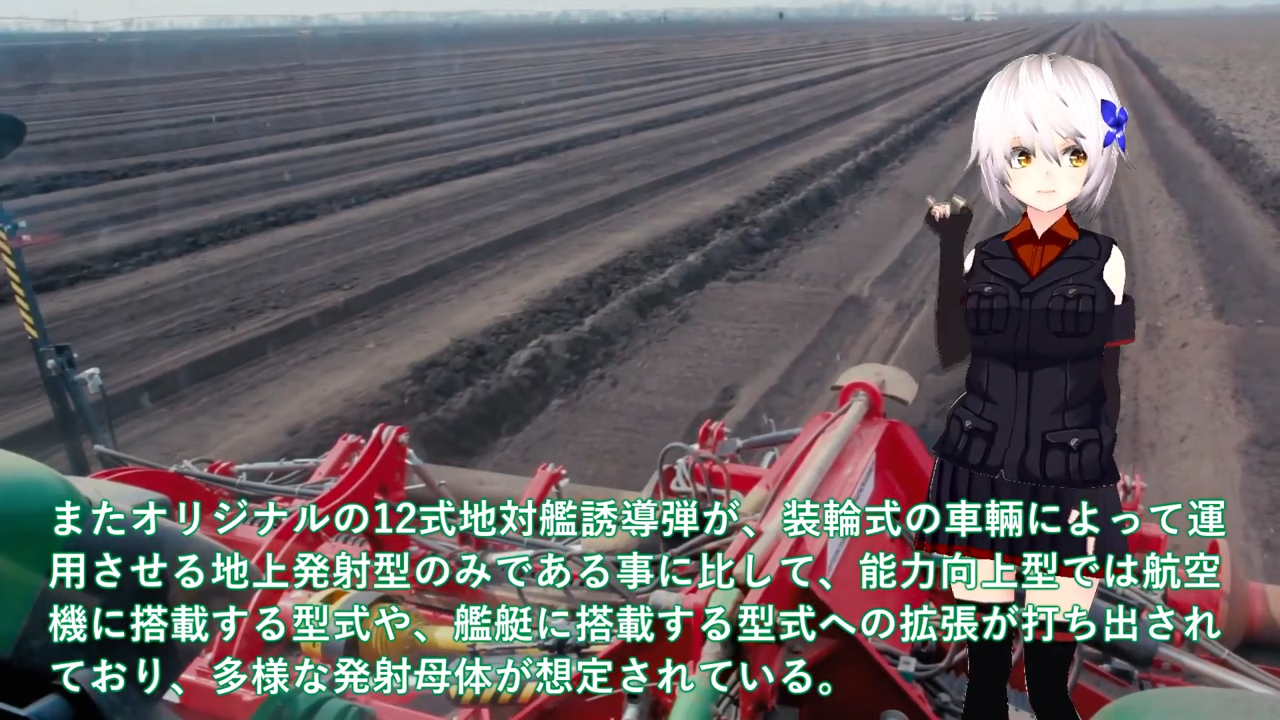 またオリジナルの12式地対艦誘導弾が、装輪式の車輛によって運
用させる地上発射型のみである事に比して、能力向上型では航空
機に搭載する型式や、艦艇に搭載する型式への拡張が打ち出され
ており、多様な発射母体が想定されている。